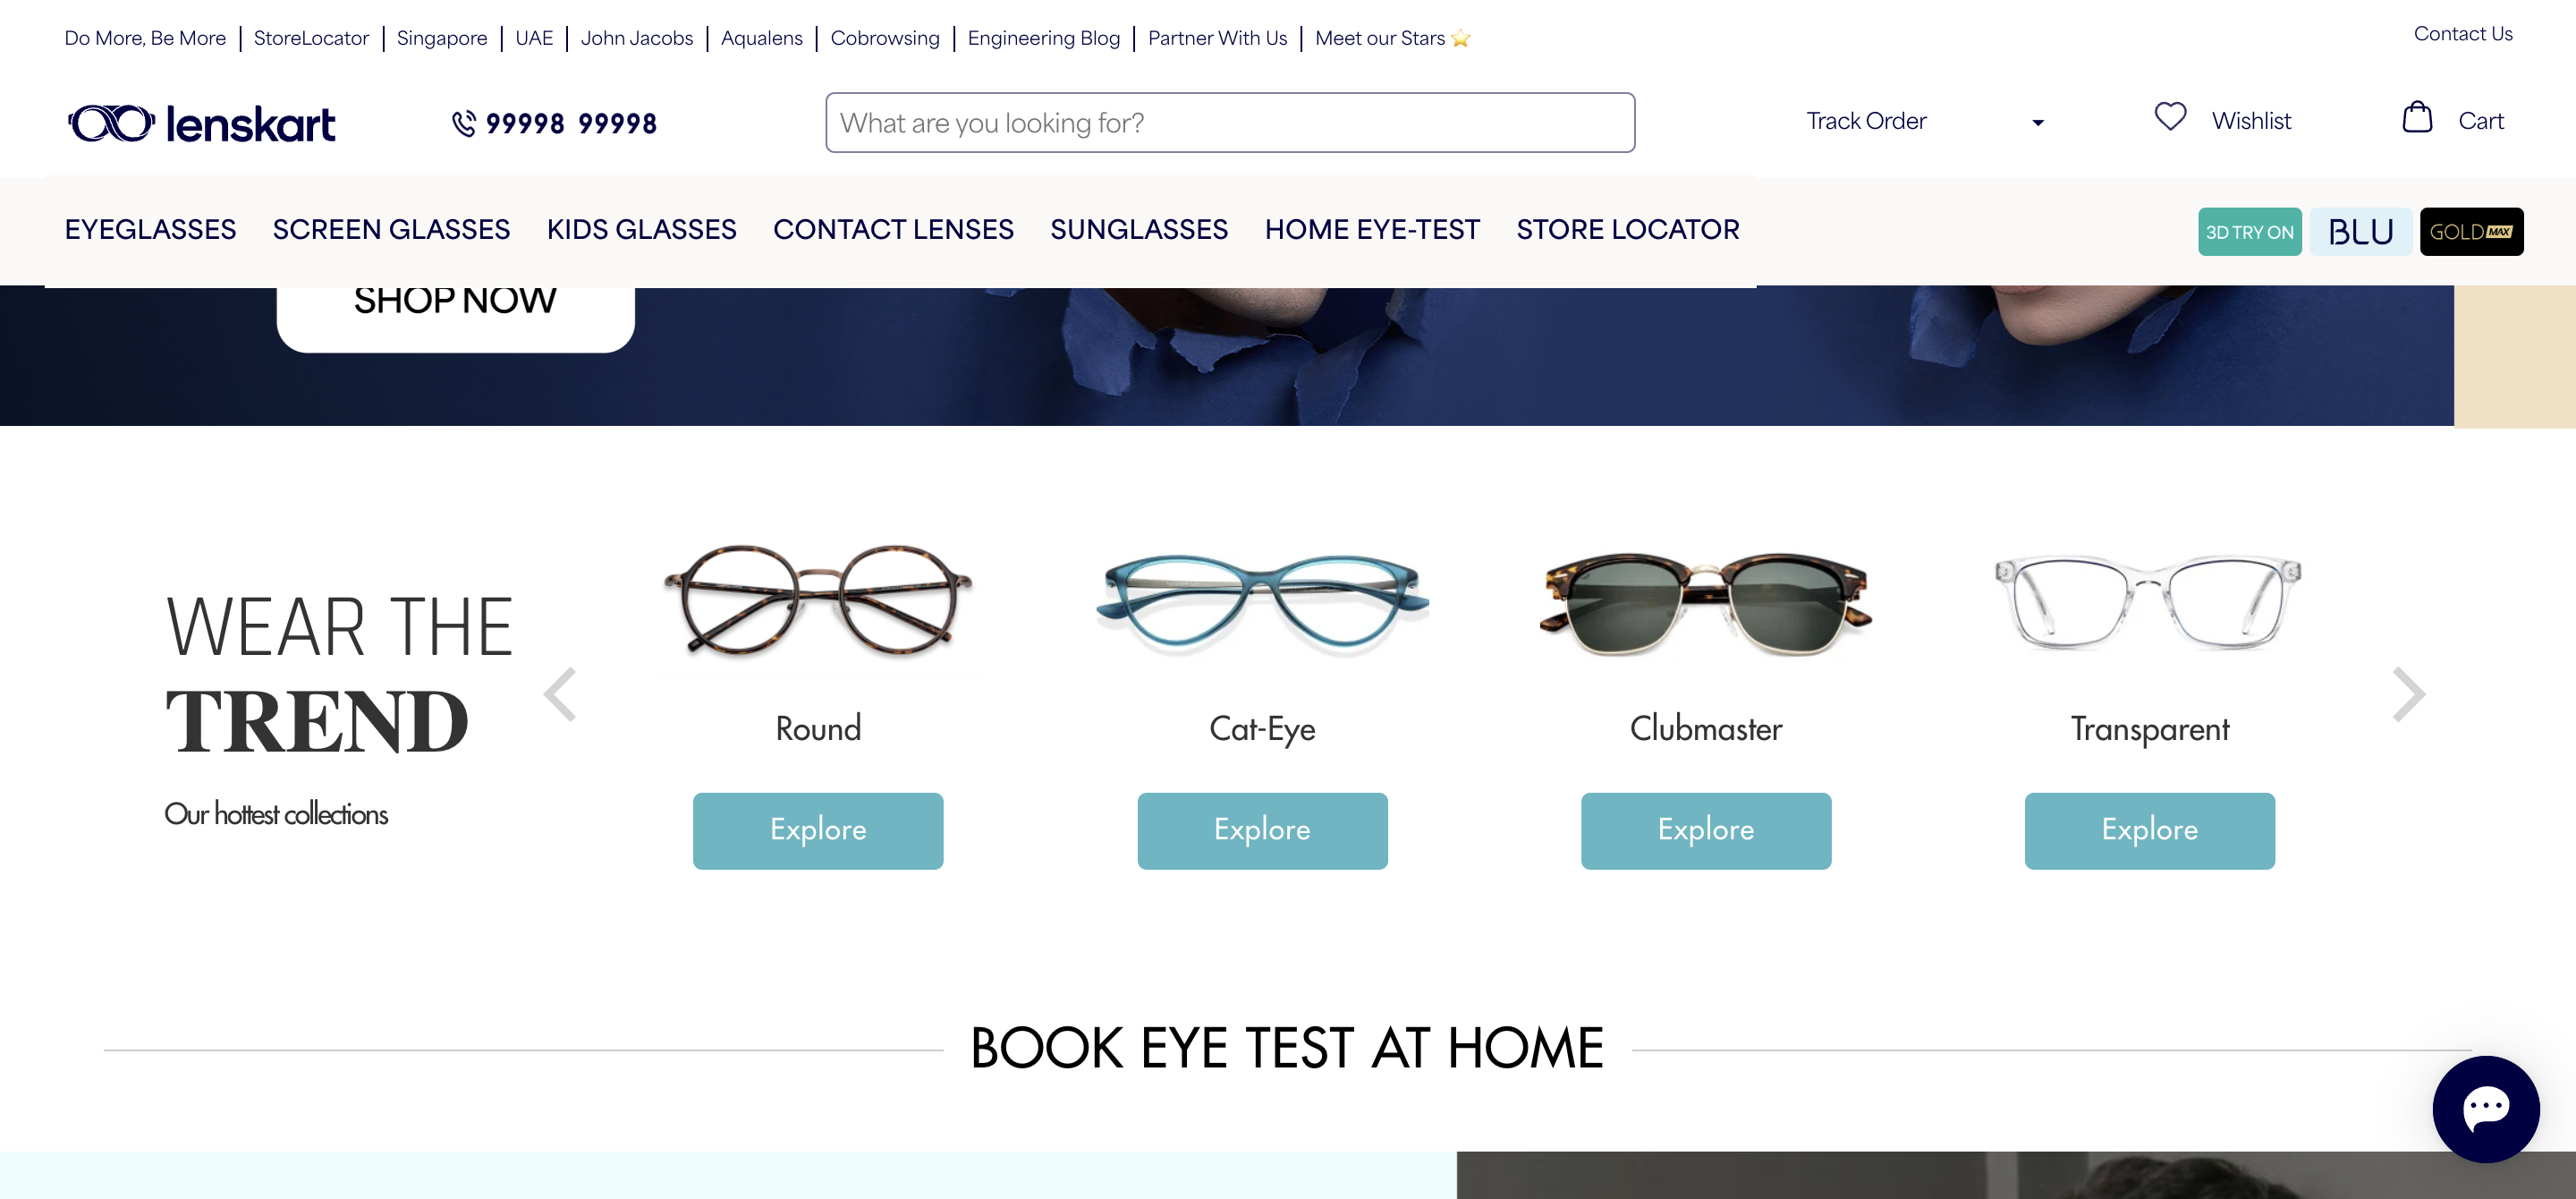 Do More, Be More | StoreLocator | Singapore | UAE | John Jacobs | Aqualens | Cobrowsing | Engineering Blog | Partner With Us | Meet our Stars ⭐
Contact Us
lenskart
99998 99998
What are you looking for?
Track Order
Wishlist
Cart
EYEGLASSES
SCREEN GLASSES
KIDS GLASSES
CONTACT LENSES
SUNGLASSES
HOME EYE-TEST
STORE LOCATOR
3D TRY ON
BLU
GOLD MAX
SHOP NOW
WEAR THE
TREND
Our hottest collections
Round
Cat-Eye
Clubmaster
Transparent
Explore
Explore
Explore
Explore
BOOK EYE TEST AT HOME